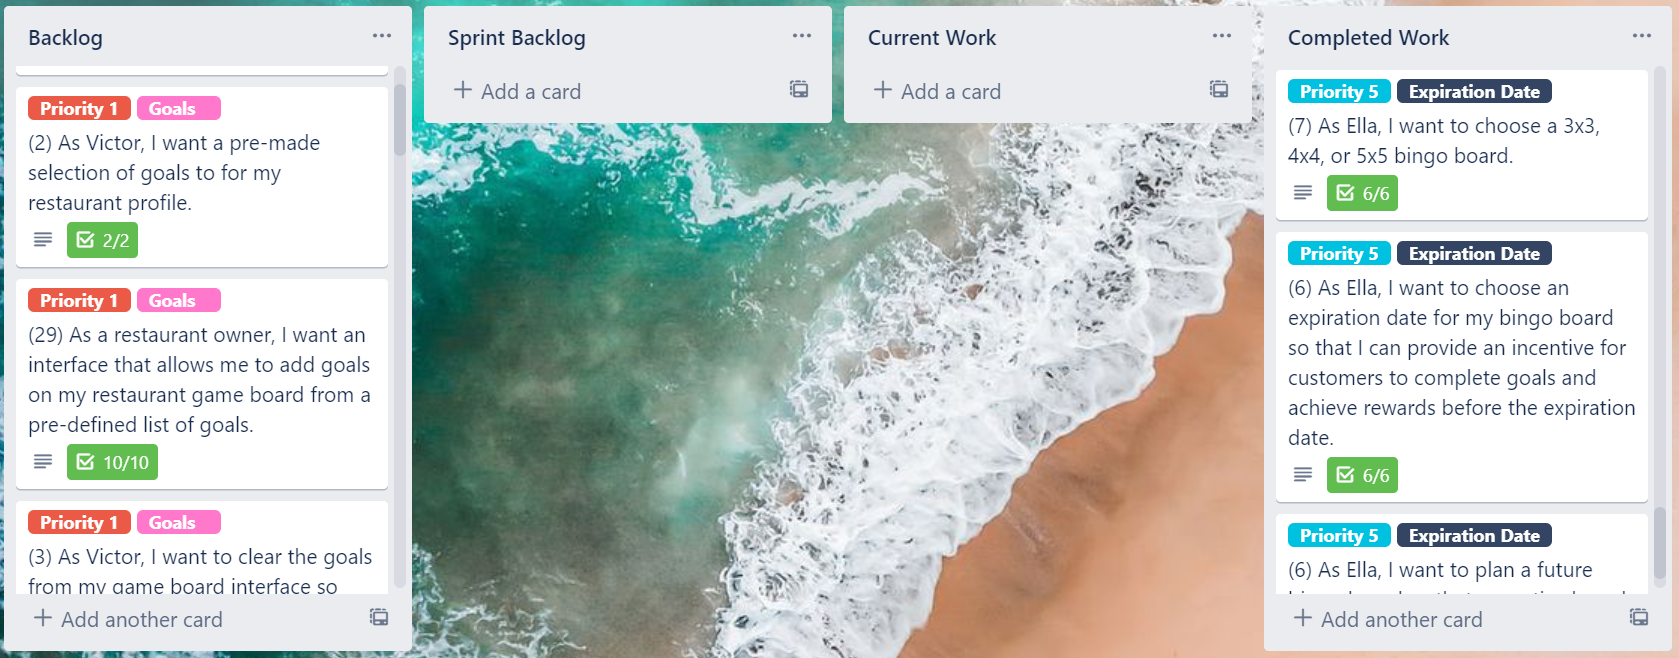 Backlog
Priority 1 Goals
(2) As Victor, I want a pre-made
selection of goals to for my
restaurant profile.
2/2
Priority 1 Goals
(29) As a restaurant owner, I want an
interface that allows me to add goals
on my restaurant game board from a
pre-defined list of goals.
10/10
Priority 1 Goals
(3) As Victor, I want to clear the goals
from my game board interface so
+ Add another card
Sprint Backlog
+ Add a card
Current Work
+ Add a card
Completed Work
Priority 5 Expiration Date
(7) As Ella, I want to choose a 3x3,
4x4, or 5x5 bingo board.
6/6
Priority 5 Expiration Date
(6) As Ella, I want to choose an
expiration date for my bingo board
so that I can provide an incentive for
customers to complete goals and
achieve rewards before the expiration
date.
6/6
Priority 5 Expiration Date
(6) As Ella, I want to plan a future
+ Add another card